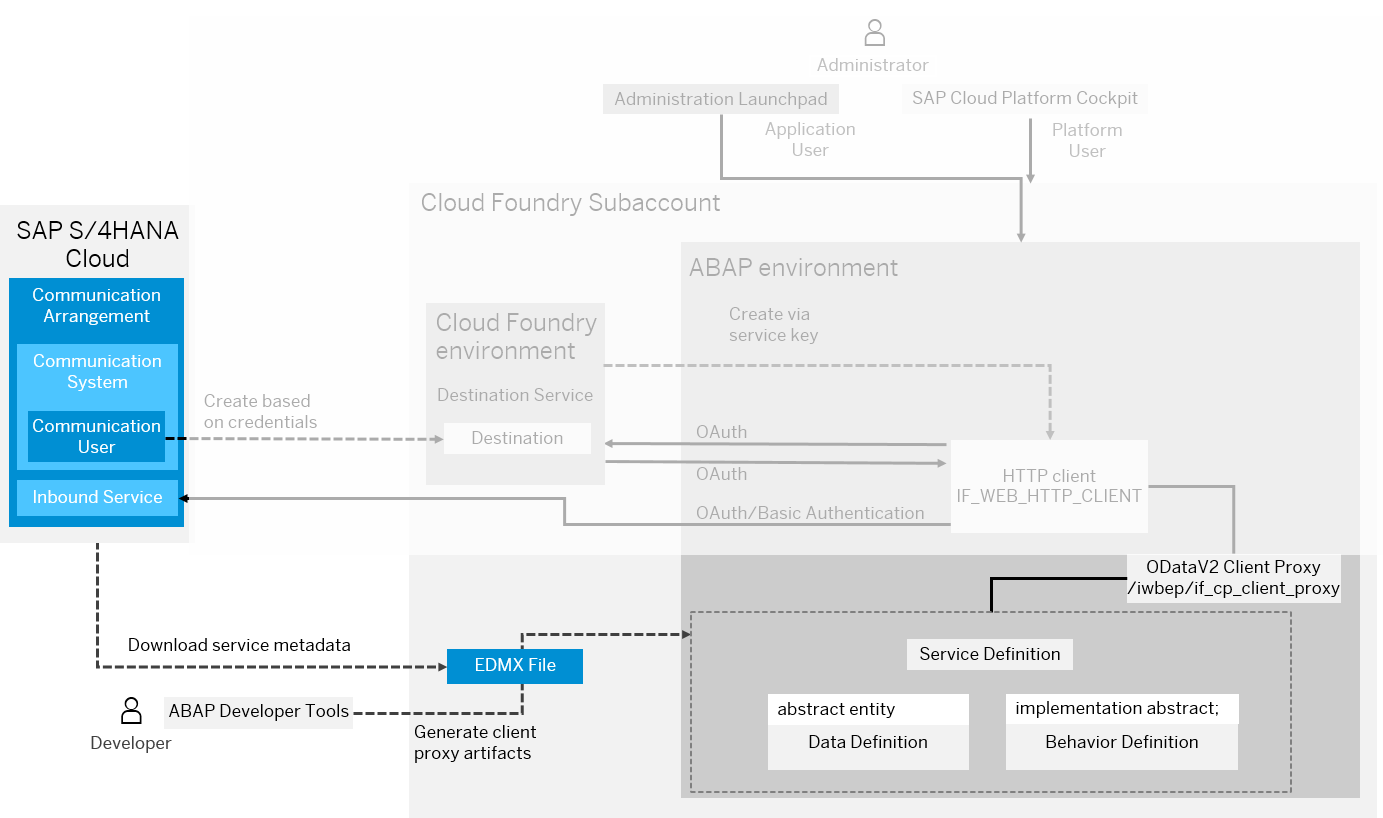 Administrator
Administration Launchpad
SAP Cloud Platform Cockpit
Application
User
Platform
User
Cloud Foundry Subaccount
SAP S/4HANA
Cloud
Communication
Arrangement
Communication
System
Communication
User
Inbound Service
Create based
on credentials
Cloud Foundry
environment
Destination Service
Destination
ABAP environment
Create via
service key
OAuth
OAuth
OAuth/Basic Authentication
HTTP client
IF_WEB_HTTP_CLIENT
ODataV2 Client Proxy
/iwbep/if_cp_client_proxy
Download service metadata
EDMX File
Developer
ABAP Developer Tools
Generate client
proxy artifacts
Service Definition
abstract entity
Data Definition
implementation abstract;
Behavior Definition